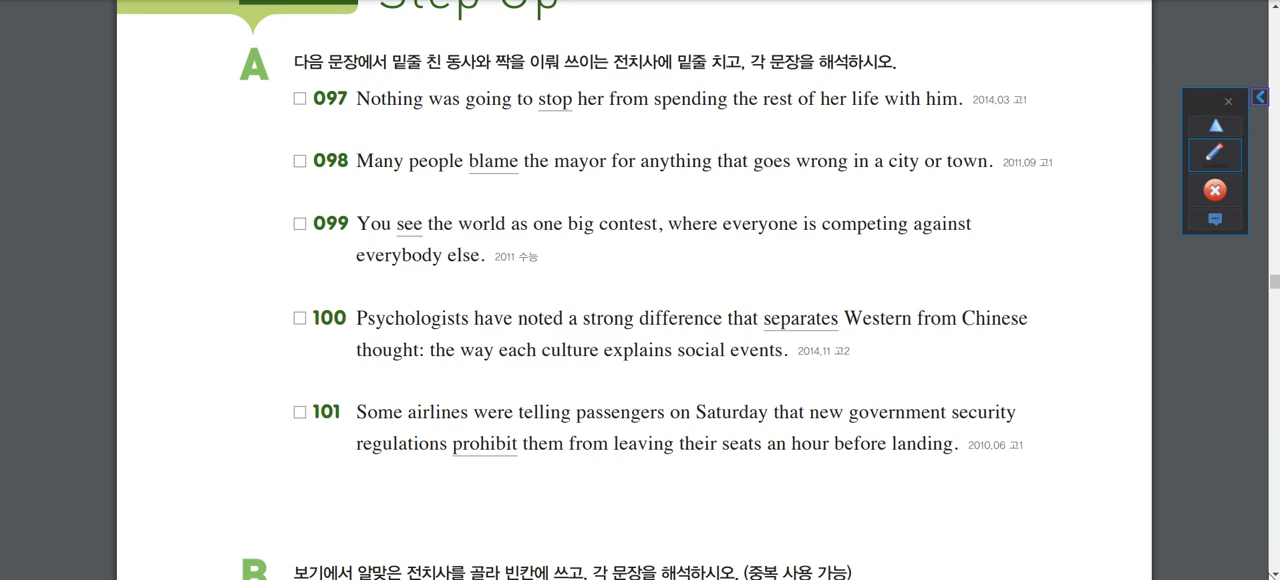 Step Up
A
다음 문장에서 밑줄 친 동사와 짝을 이뤄 쓰이는 전치사에 밑줄 치고, 각 문장을 해석하시오.
097 Nothing was going to stop her from spending the rest of her life with him. 2014.03 고1
098 Many people blame the mayor for anything that goes wrong in a city or town. 2011.09 고1
099 You see the world as one big contest, where everyone is competing against
everybody else. 2011 수능
100 Psychologists have noted a strong difference that separates Western from Chinese
thought: the way each culture explains social events. 2014.11 고2
101 Some airlines were telling passengers on Saturday that new government security
regulations prohibit them from leaving their seats an hour before landing. 2010.06 고1
B
보기에서 알맞은 전치사를 골라 빈칸에 쓰고, 각 문장을 해석하시오. (중복 사용 가능)